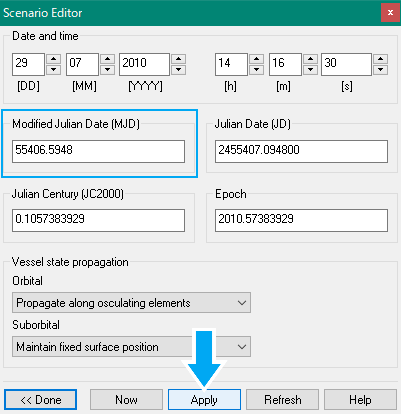 Scenario Editor
Date and time
29 07 2010 14 16 30
[DD] [MM] [YYYY] [h] [m] [s]
Modified Julian Date (MJD) Julian Date (JD)
55406.5948 2455407.094800
Julian Century (JC2000) Epoch
0.1057383929 2010.57383929
Vessel state propagation
Orbital
Propagate along osculating elements
Suborbital
Maintain fixed surface position
<< Done Now Apply Refresh Help